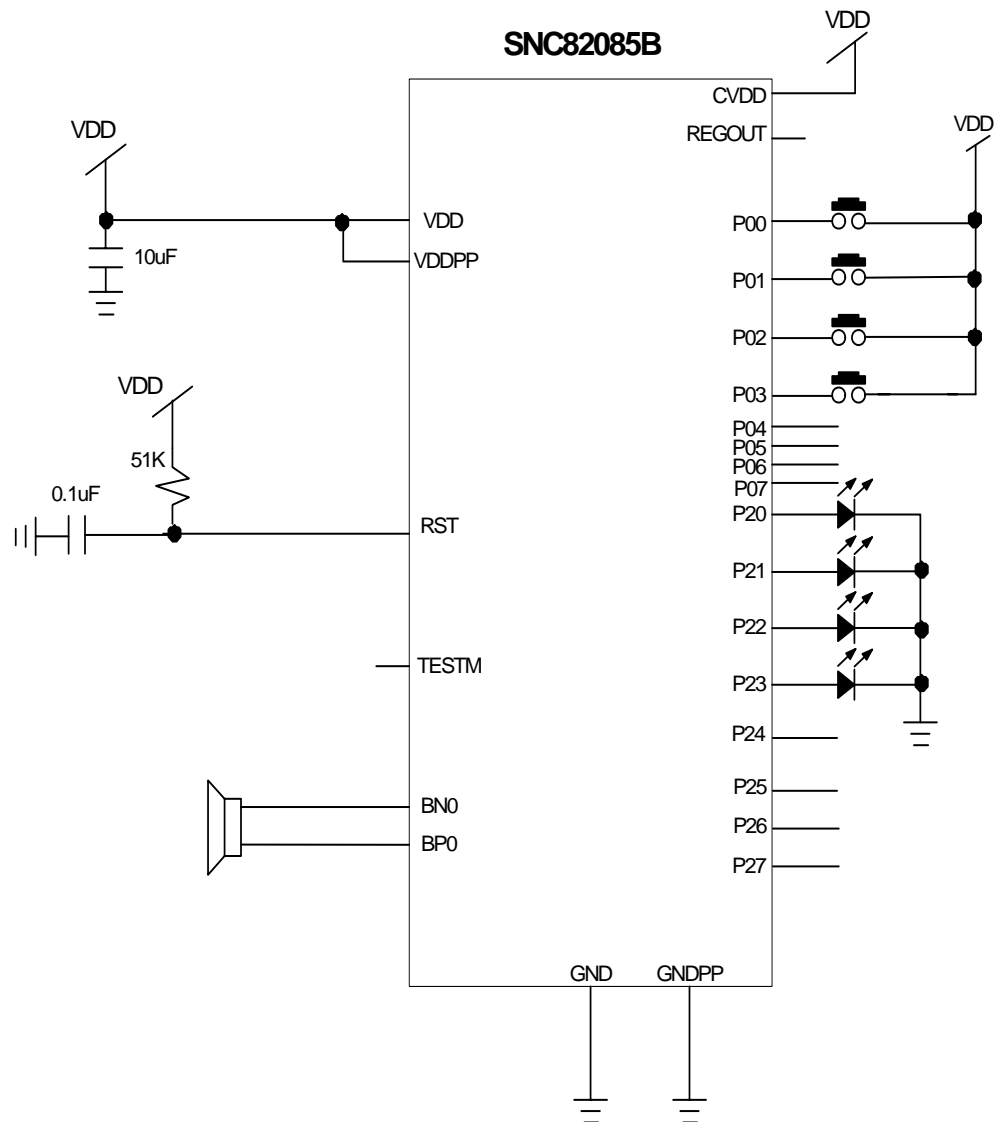 SNC82085B
VDD
CVDD
REGOUT
VDD
VDD
P00
VDD
VDDPP
10uF
P01
P02
VDD
P03
P04
P05
P06
P07
51K
0.1uF
RST
P20
P21
P22
TESTM
P23
P24
P25
BN0
P26
BP0
P27
GND
GNDPP